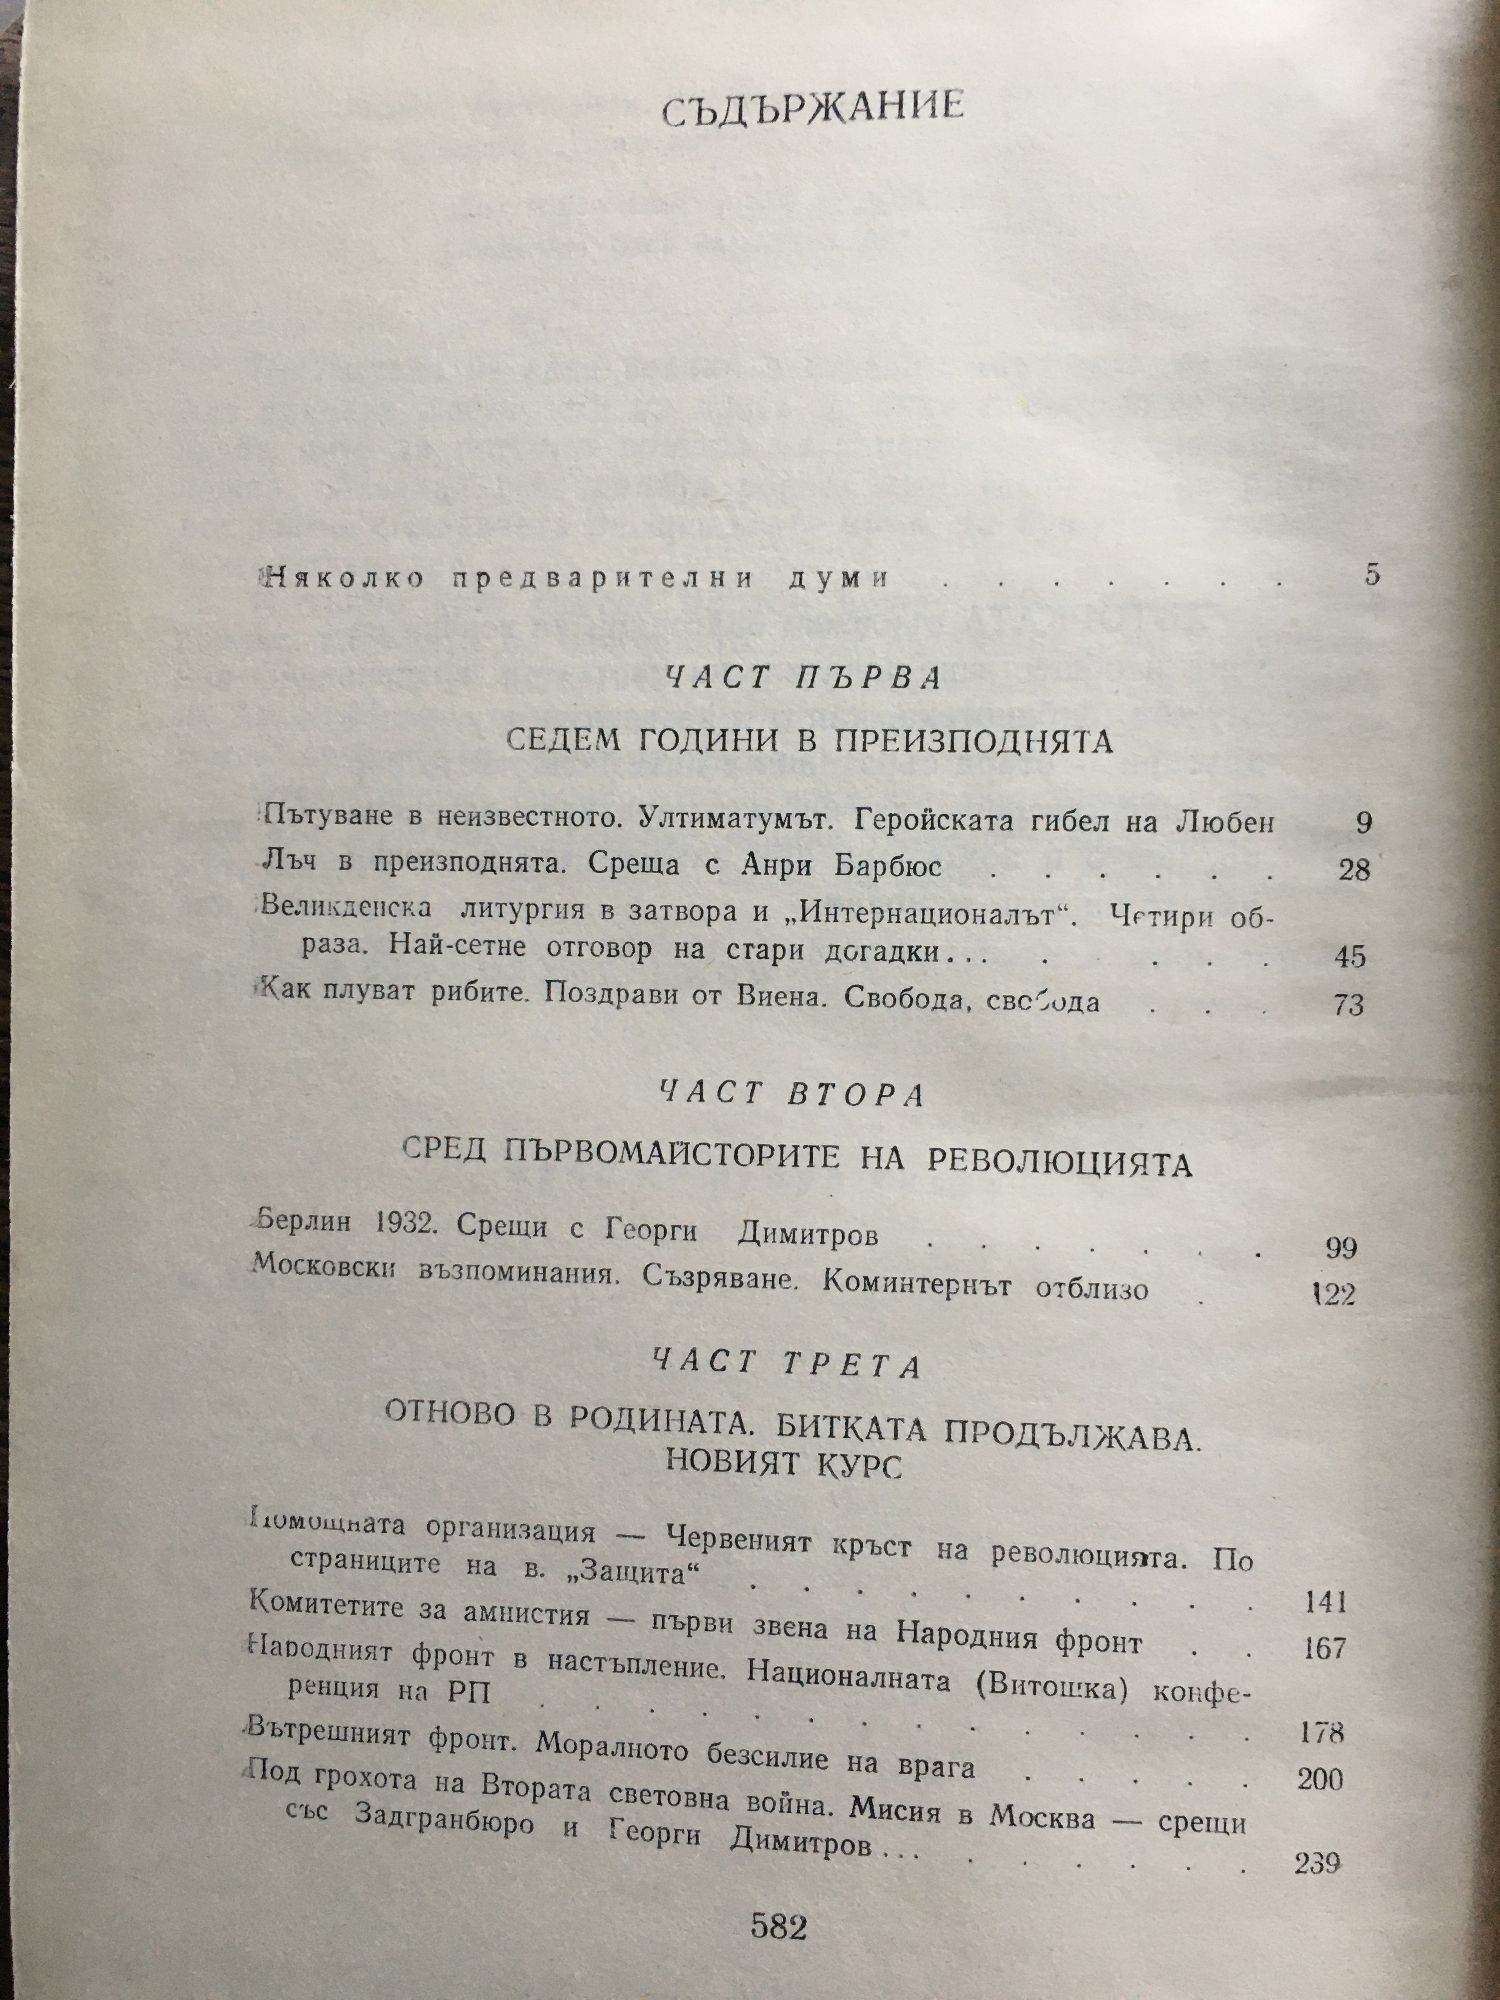 СЪДЪРЖАНИЕ
Няколко предварителни думи . . . . . . . 5
ЧАСТ ПЪРВА
СЕДЕМ ГОДИНИ В ПРЕИЗПОДНЯТА
Пътуване в неизвестното. Ултиматумът. Геройската гибел на Любен 9
Лъч в преизподнята. Среща с Анри Барбюс . . . . . . 28
Великденска литургия в затвора и „Интернационалът“. Четири об-
раза. Най-сетне отговор на стари догадки... . . . . 45
Как плуват рибите. Поздрави от Виена. Свобода, свобода . . . 73
ЧАСТ ВТОРА
СРЕД ПЪРВОМАЙСТОРИТЕ НА РЕВОЛЮЦИЯТА
Берлин 1932. Срещи с Георги Димитров . . . . . . . 99
Московски възпоминания. Съзряване. Коминтернът отблизо . 122
ЧАСТ ТРЕТА
ОТНОВО В РОДИНАТА. БИТКАТА ПРОДЪЛЖАВА.
НОВИЯТ КУРС
Помощната организация — Червеният кръст на революцията. По
страниците на в. „Защита“ . . . . . . . . . . 141
Комитетите за амнистия — първи звена на Народния фронт . . 167
Народният фронт в настъпление. Националната (Витошка) конфе-
ренция на РП . . . . . . . . . . . . . . 178
Вътрешният фронт. Моралното безсилие на врага . . . . . 200
Под грохота на Втората световна война. Мисия в Москва — срещи
със Задгранбюро и Георги Димитров... . . . . . . 239
582